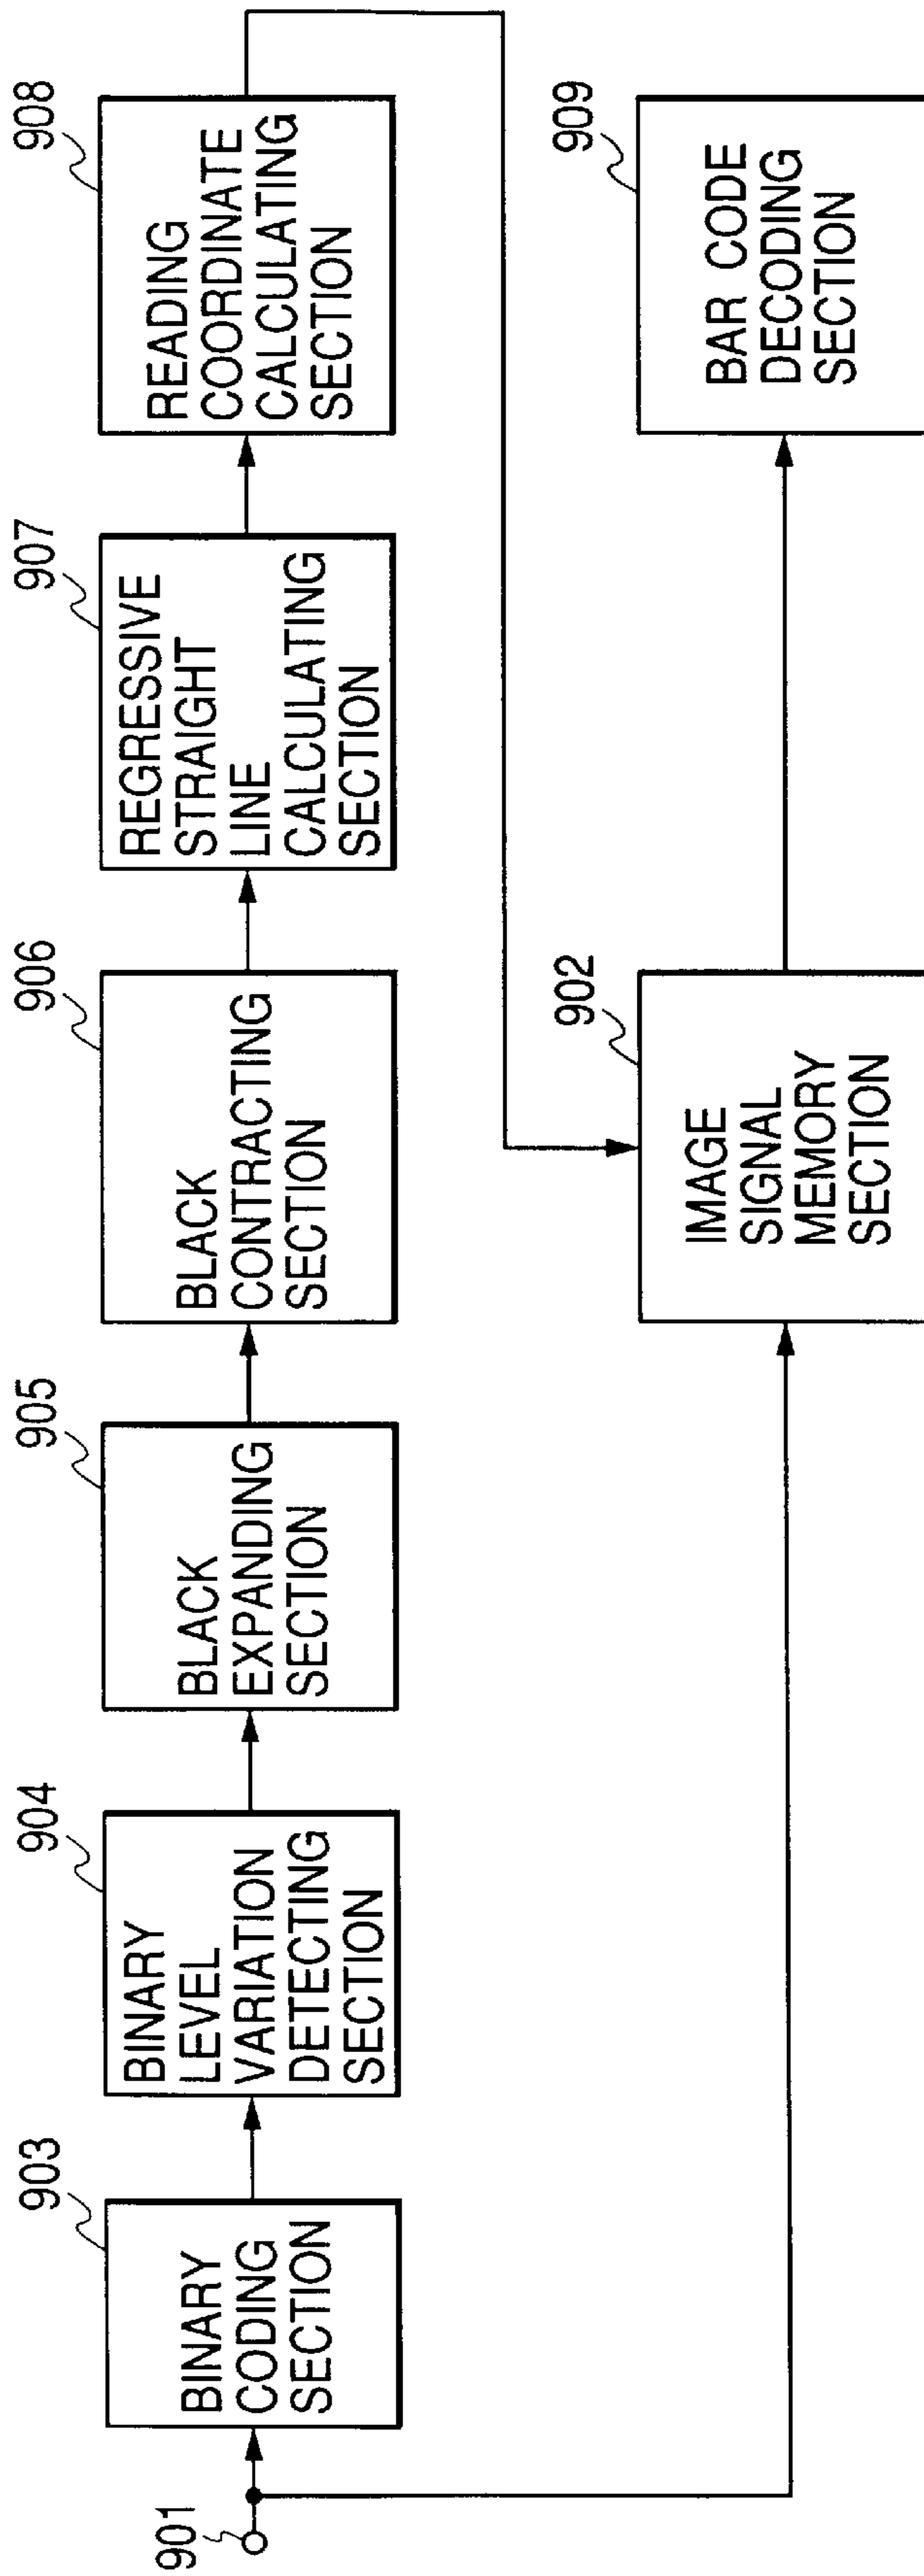 901
903
BINARY
CODING
SECTION
904
BINARY
LEVEL
VARIATION
DETECTING
SECTION
905
BLACK
EXPANDING
SECTION
906
BLACK
CONTRACTING
SECTION
907
REGRESSIVE
STRAIGHT
LINE
CALCULATING
SECTION
908
READING
COORDINATE
CALCULATING
SECTION
902
IMAGE
SIGNAL
MEMORY
SECTION
909
BAR CODE
DECODING
SECTION